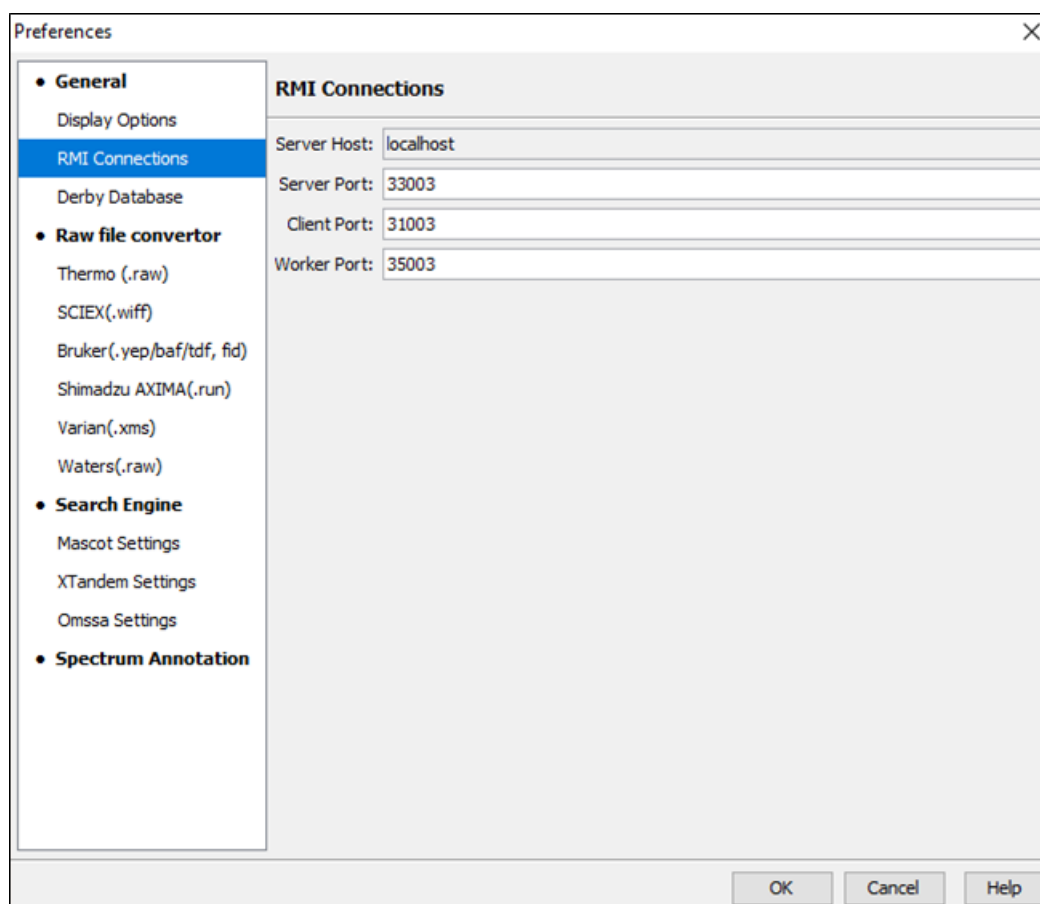 Preferences
• General
Display Options
RMI Connections
Derby Database
• Raw file convertor
Thermo (.raw)
SCIEX(.wiff)
Bruker(.yep/baf/tdf, fid)
Shimadzu AXIMA(.run)
Varian(.xms)
Waters(.raw)
• Search Engine
Mascot Settings
XTandem Settings
Omssa Settings
• Spectrum Annotation
RMI Connections
Server Host: localhost
Server Port: 33003
Client Port: 31003
Worker Port: 35003
OK Cancel Help